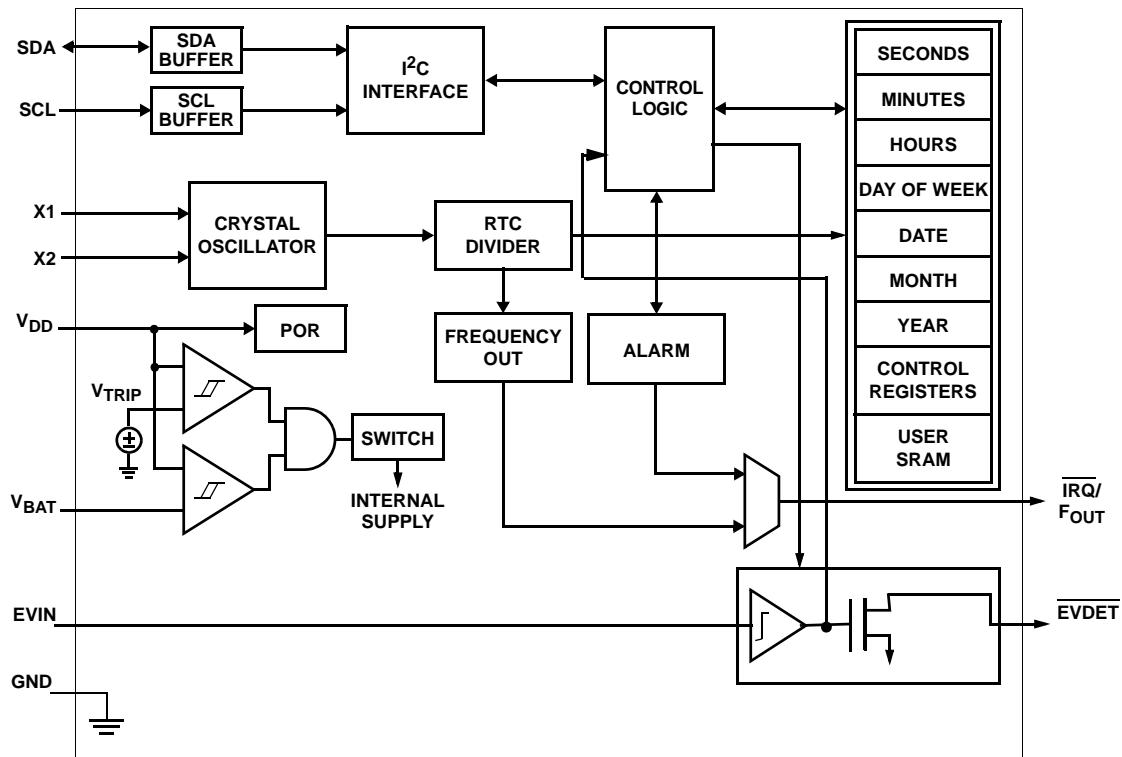 SDA
SDA
BUFFER
I²C
INTERFACE
CONTROL
LOGIC
SECONDS
MINUTES
HOURS
DAY OF WEEK
DATE
MONTH
YEAR
CONTROL
REGISTERS
USER
SRAM
SCL
SCL
BUFFER
X1
X2
CRYSTAL
OSCILLATOR
RTC
DIVIDER
VDD
POR
FREQUENCY
OUT
ALARM
VTRIP
SWITCH
INTERNAL
SUPPLY
VBAT
IRQ/
FOUT
EVIN
EVDET
GND